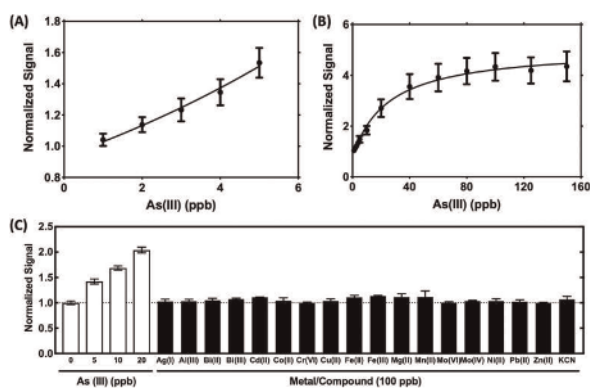 (A)
Normalized Signal
1.8
1.6
1.4
1.2
1.0
0.8
0 2 4 6
As(III) (ppb)
(B)
Normalized Signal
6
4
2
0
0 40 80 120 160
As(III) (ppb)
(C)
Normalized Signal
2.5
2.0
1.5
1.0
0.5
0.0
0 5 10 20 Ag(I) Al(III) Bi(II) Bi(III) Cd(II) Co(II) Cr(VI) Cu(II) Fe(II) Fe(III) Mg(II) Mn(II) Mo(VI) Mo(IV) Ni(II) Pb(II) Zn(II) KCN
As (III) (ppb) Metal/Compound (100 ppb)